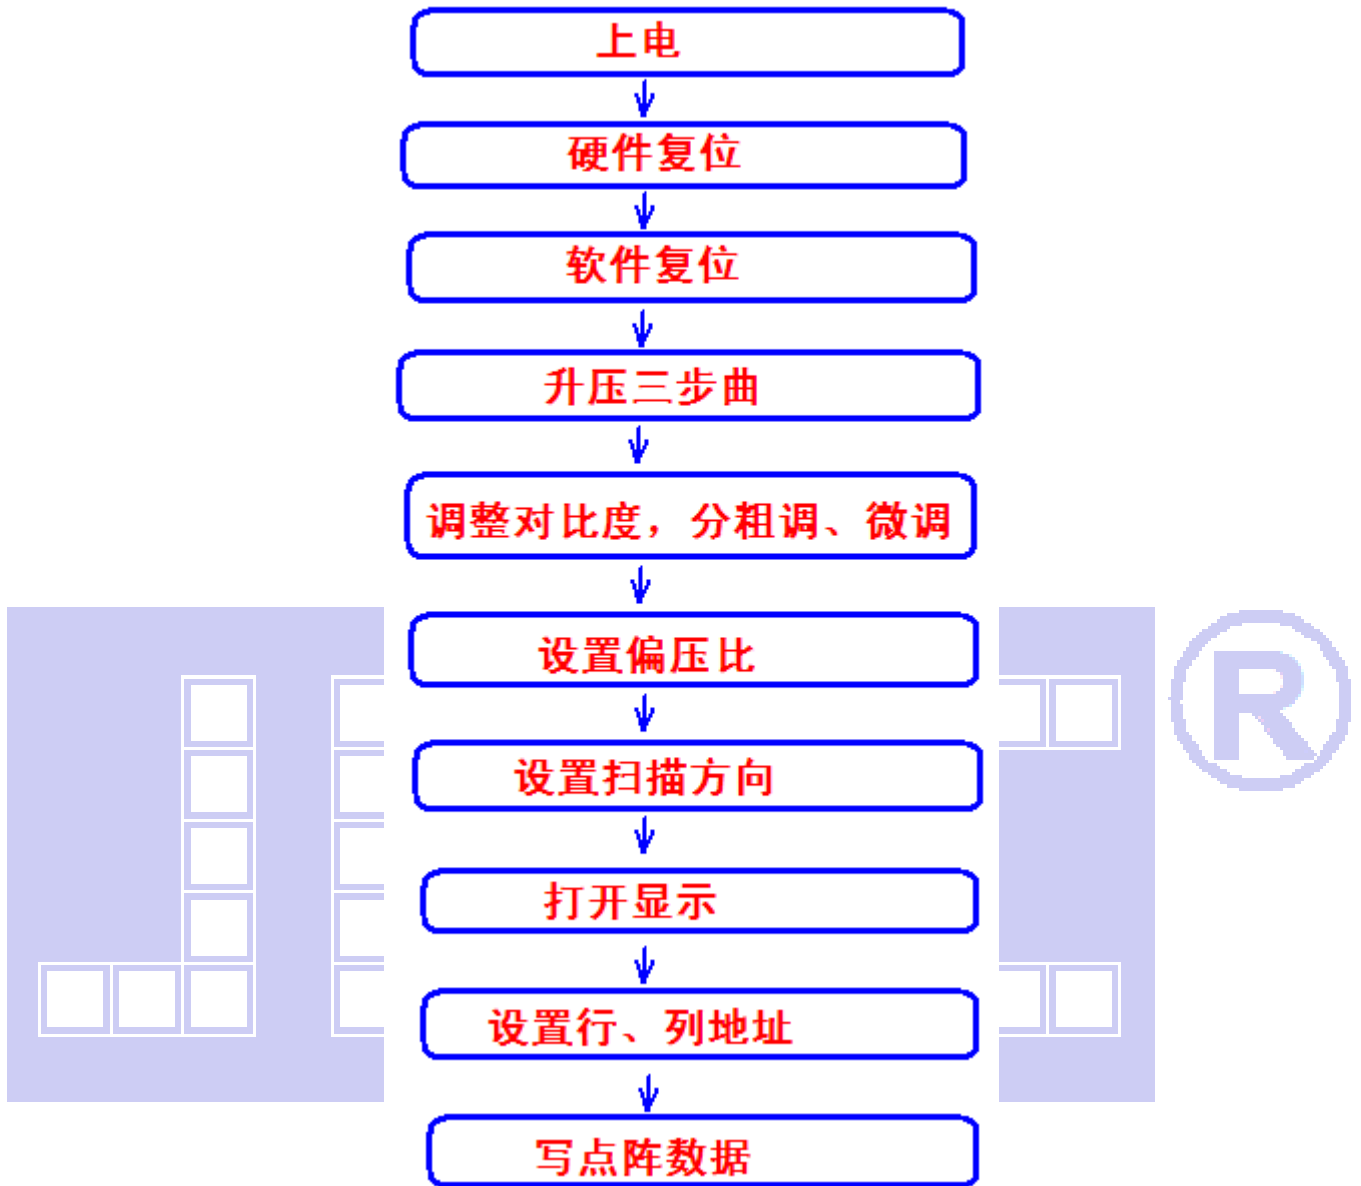 上电
硬件复位
软件复位
升压三步曲
调整对比度，分粗调、微调
设置偏压比
设置扫描方向
打开显示
设置行、列地址
写点阵数据
R